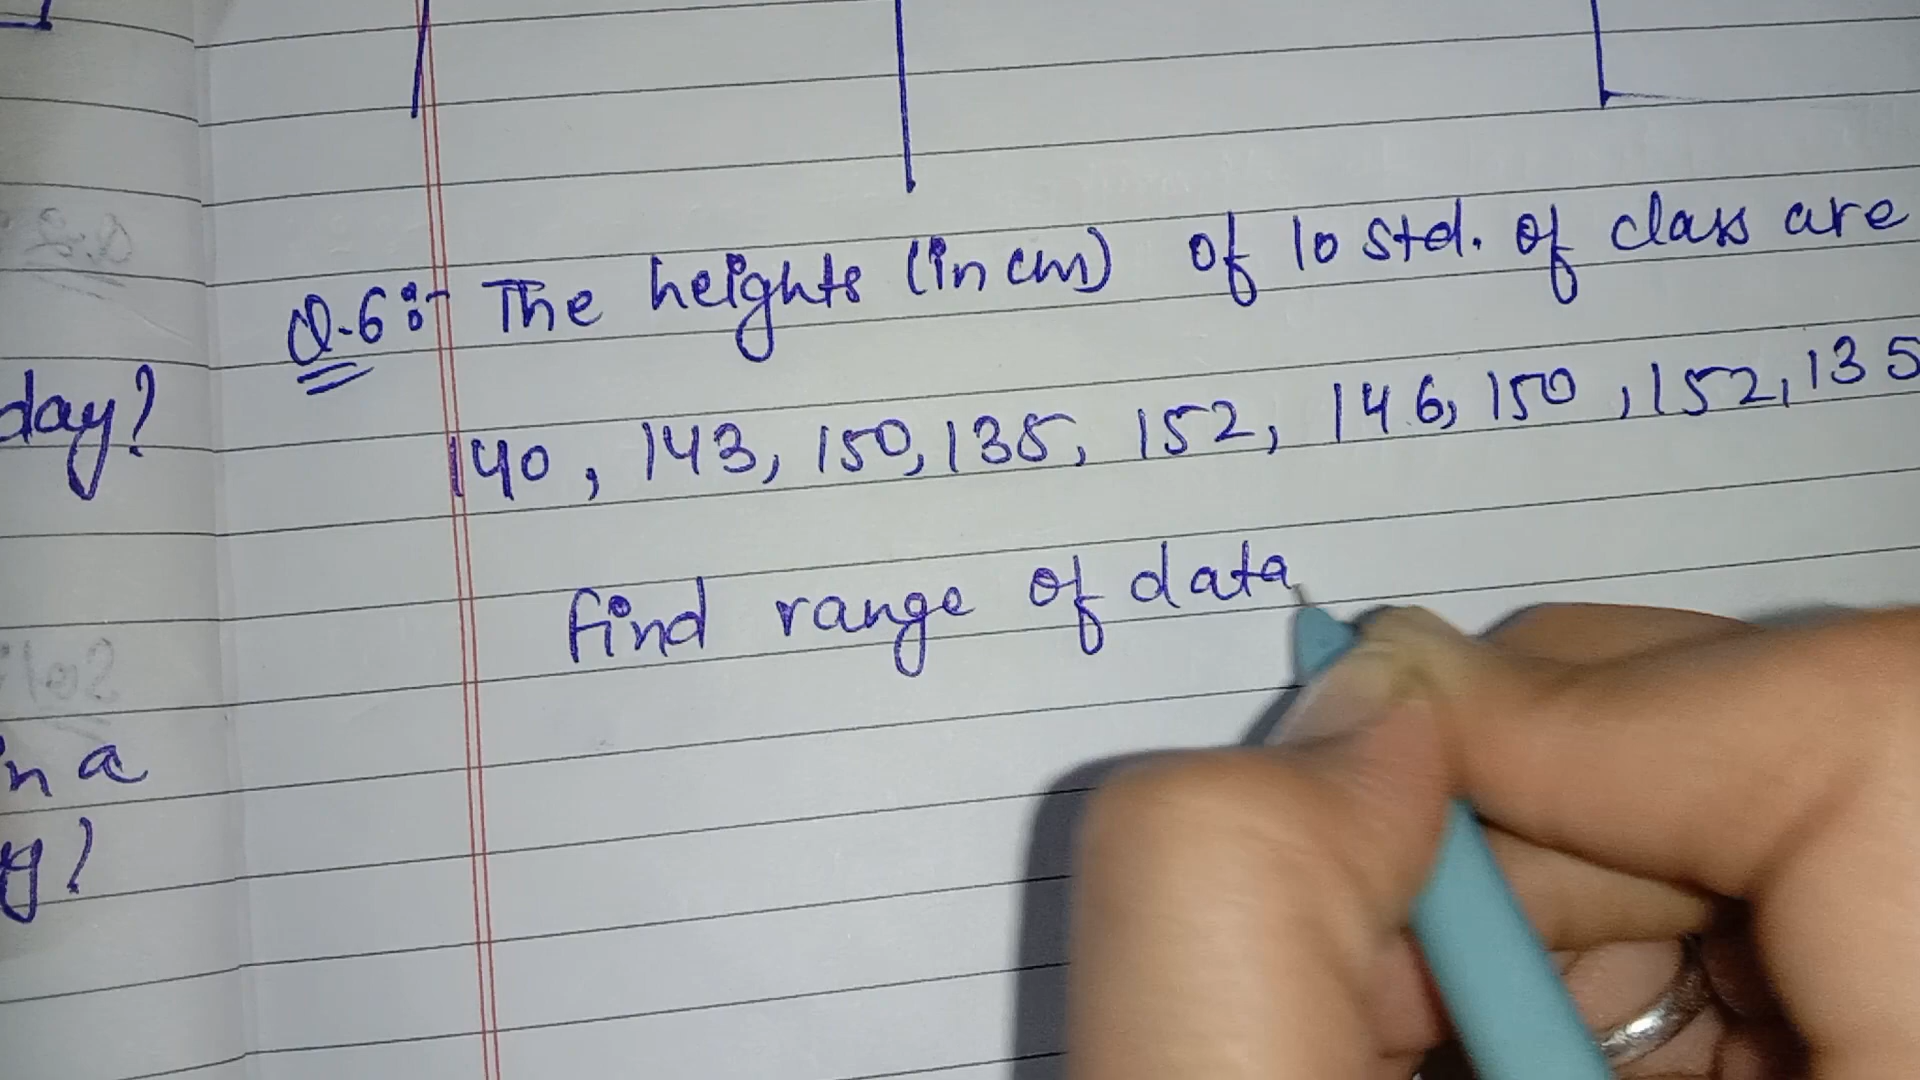 Q.6:- The heights (in cm) of 10 std. of class are
140, 143, 150, 135, 152, 146, 150, 152, 135
find range of data
day?
in a
y?